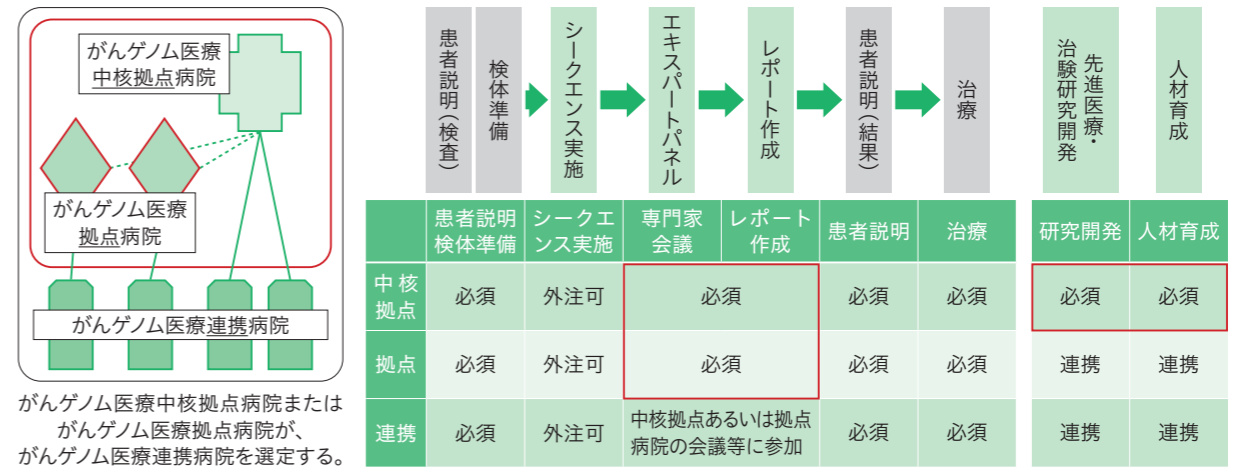 がんゲノム医療
中核拠点病院
がんゲノム医療
拠点病院
がんゲノム医療連携病院
がんゲノム医療中核拠点病院または
がんゲノム医療拠点病院が、
がんゲノム医療連携病院を選定する。
患者説明(検査)
検体準備
シークエンス実施
エキスパートパネル
レポート作成
患者説明(結果)
治療
先進医療・
治験研究開発
人材育成
患者説明
検体準備
シークエ
ンス実施
専門家
会議
レポート
作成
患者説明
治療
研究開発
人材育成
中核
拠点
必須
外注可
必須
必須
必須
必須
必須
拠点
必須
外注可
必須
必須
必須
連携
連携
連携
必須
外注可
中核拠点あるいは拠点
病院の会議等に参加
必須
必須
連携
連携